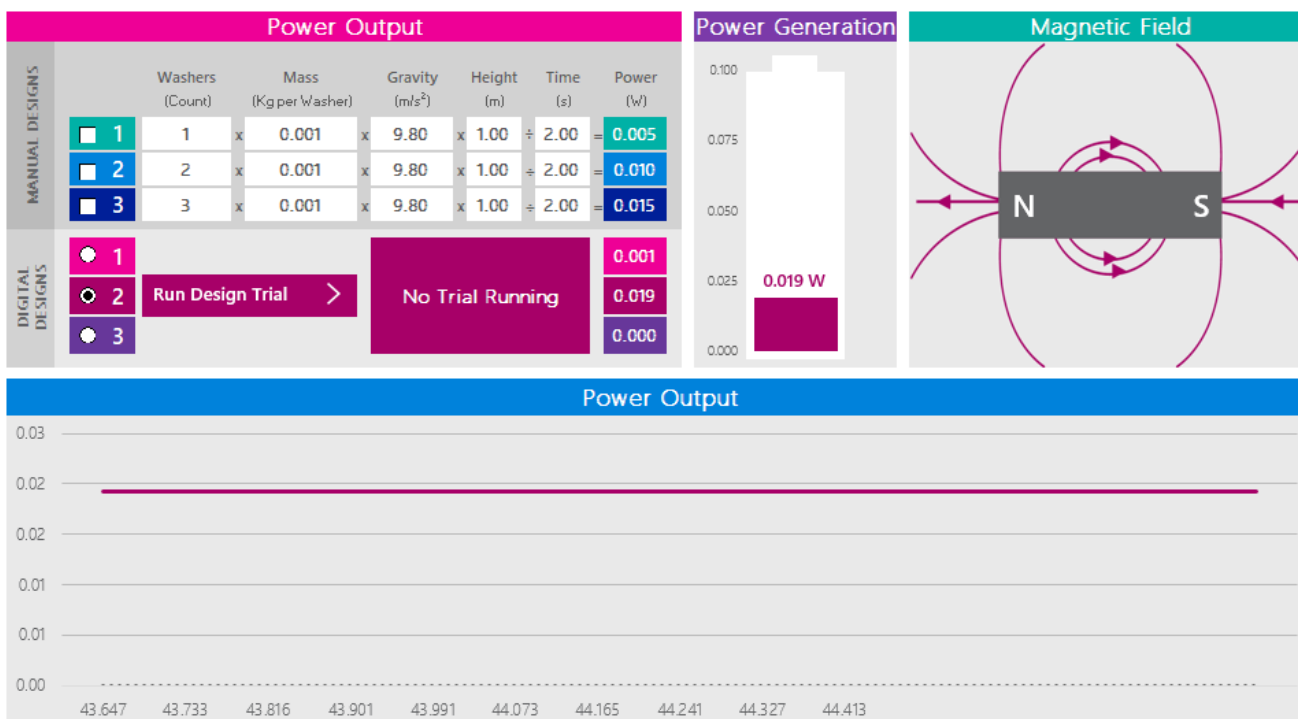 Power Output
MANUAL DESIGNS
Washers Mass Gravity Height Time Power
(Count) (Kg per Washer) (m/s²) (m) (s) (W)
1 1 x 0.001 x 9.80 x 1.00 ÷ 2.00 = 0.005
2 2 x 0.001 x 9.80 x 1.00 ÷ 2.00 = 0.010
3 3 x 0.001 x 9.80 x 1.00 ÷ 2.00 = 0.015
DIGITAL
DESIGNS
1 0.001
2 Run Design Trial > No Trial Running 0.019
3 0.000
Power Generation
0.100
0.075
0.050
0.025 0.019 W
0.000
Magnetic Field
N S
Power Output
0.03
0.02
0.02
0.01
0.01
0.00
43.647 43.733 43.816 43.901 43.991 44.073 44.165 44.241 44.327 44.413